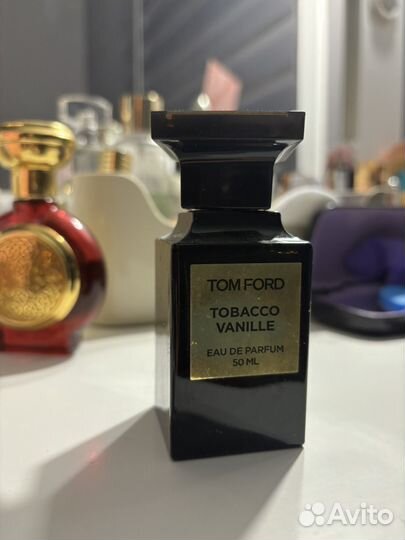 TOM FORD
TOBACCO
VANILLE
EAU DE PARFUM
50 ML
Avito